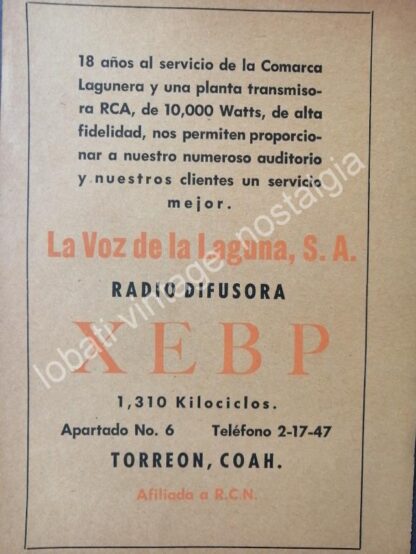 18 años al servicio de la Comarca
Lagunera y una planta transmiso-
ra RCA, de 10,000 Watts, de alta
fidelidad, nos permiten proporcio-
nar a nuestro numeroso auditorio
y nuestros clientes un servicio
mejor.
La Voz de la Laguna, S. A.
RADIO DIFUSORA
XEBP
1,310 Kilociclos.
Apartado No. 6 Teléfono 2-17-47
TORREON, COAH.
Afiliada a R.C.N.
lobati-vintage-nostalgia